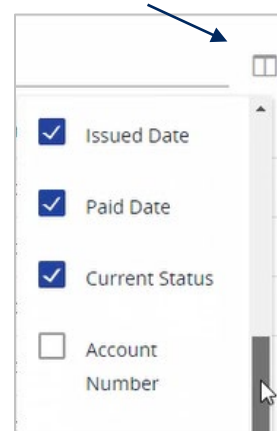 Issued Date
Paid Date
Current Status
Account
Number